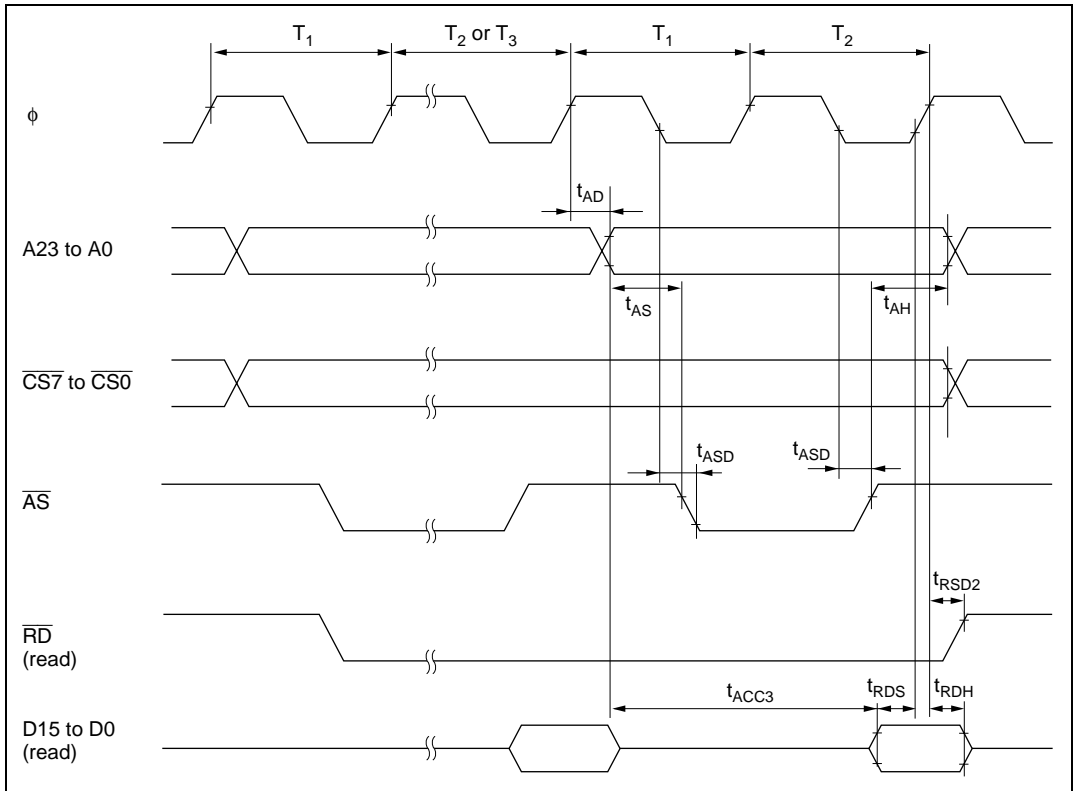 T1 T2 or T3 T1 T2
φ
tAD
A23 to A0
tAS tAH
CS7 to CS0
tASD tASD
AS
tRSD2
RD
(read)
tACC3 tRDS tRDH
D15 to D0
(read)